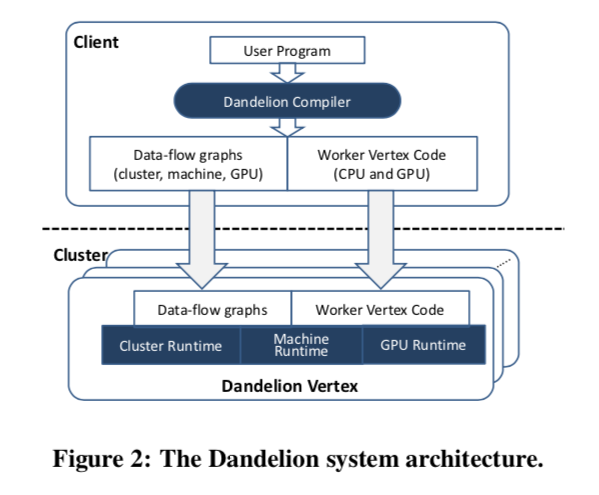 Client
User Program
Dandelion Compiler
Data-flow graphs
(cluster, machine, GPU)
Worker Vertex Code
(CPU and GPU)
Cluster
Data-flow graphs
Worker Vertex Code
Cluster Runtime
Machine
Runtime
GPU Runtime
Dandelion Vertex
Figure 2: The Dandelion system architecture.